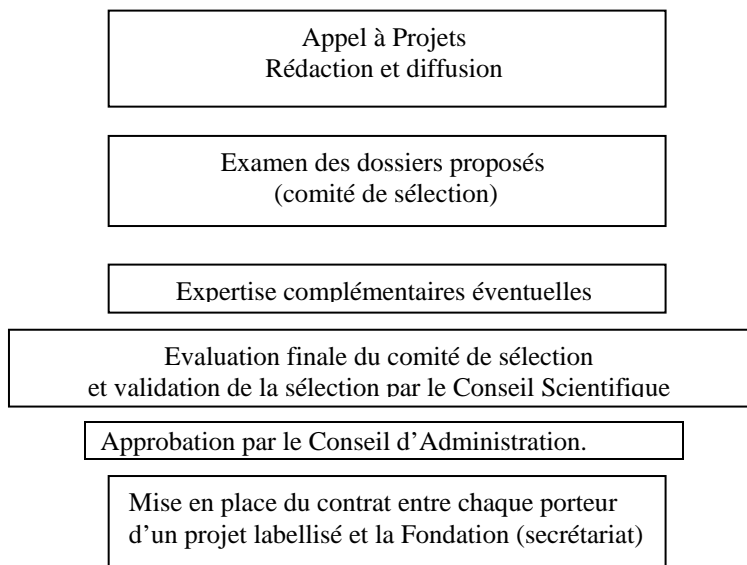 Appel à Projets
Rédaction et diffusion
Examen des dossiers proposés
(comité de sélection)
Expertise complémentaires éventuelles
Evaluation finale du comité de sélection
et validation de la sélection par le Conseil Scientifique
Approbation par le Conseil d’Administration.
Mise en place du contrat entre chaque porteur
d’un projet labellisé et la Fondation (secrétariat)